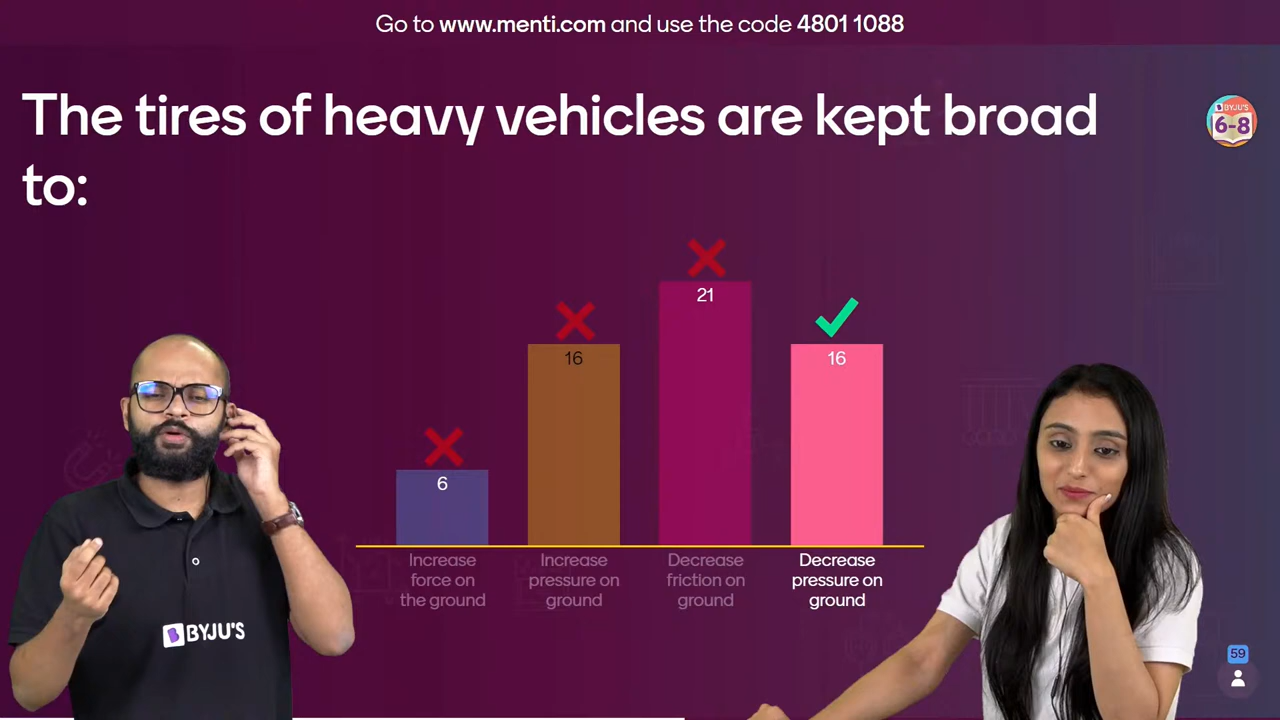 Go to www.menti.com and use the code 4801 1088
The tires of heavy vehicles are kept broad
to:
BYJU'S
6-8
21
16
16
6
Increase
force on
the ground
Increase
pressure on
ground
Decrease
friction on
ground
Decrease
pressure on
ground
BYJU'S
59